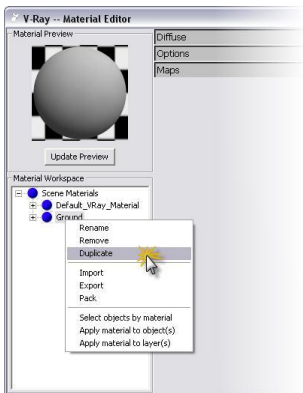 V-Ray -- Material Editor
Material Preview
Update Preview
Diffuse
Options
Maps
Material Workspace
Scene Materials
Default_VRay_Material
Ground
Rename
Remove
Duplicate
Import
Export
Pack
Select objects by material
Apply material to object(s)
Apply material to layer(s)